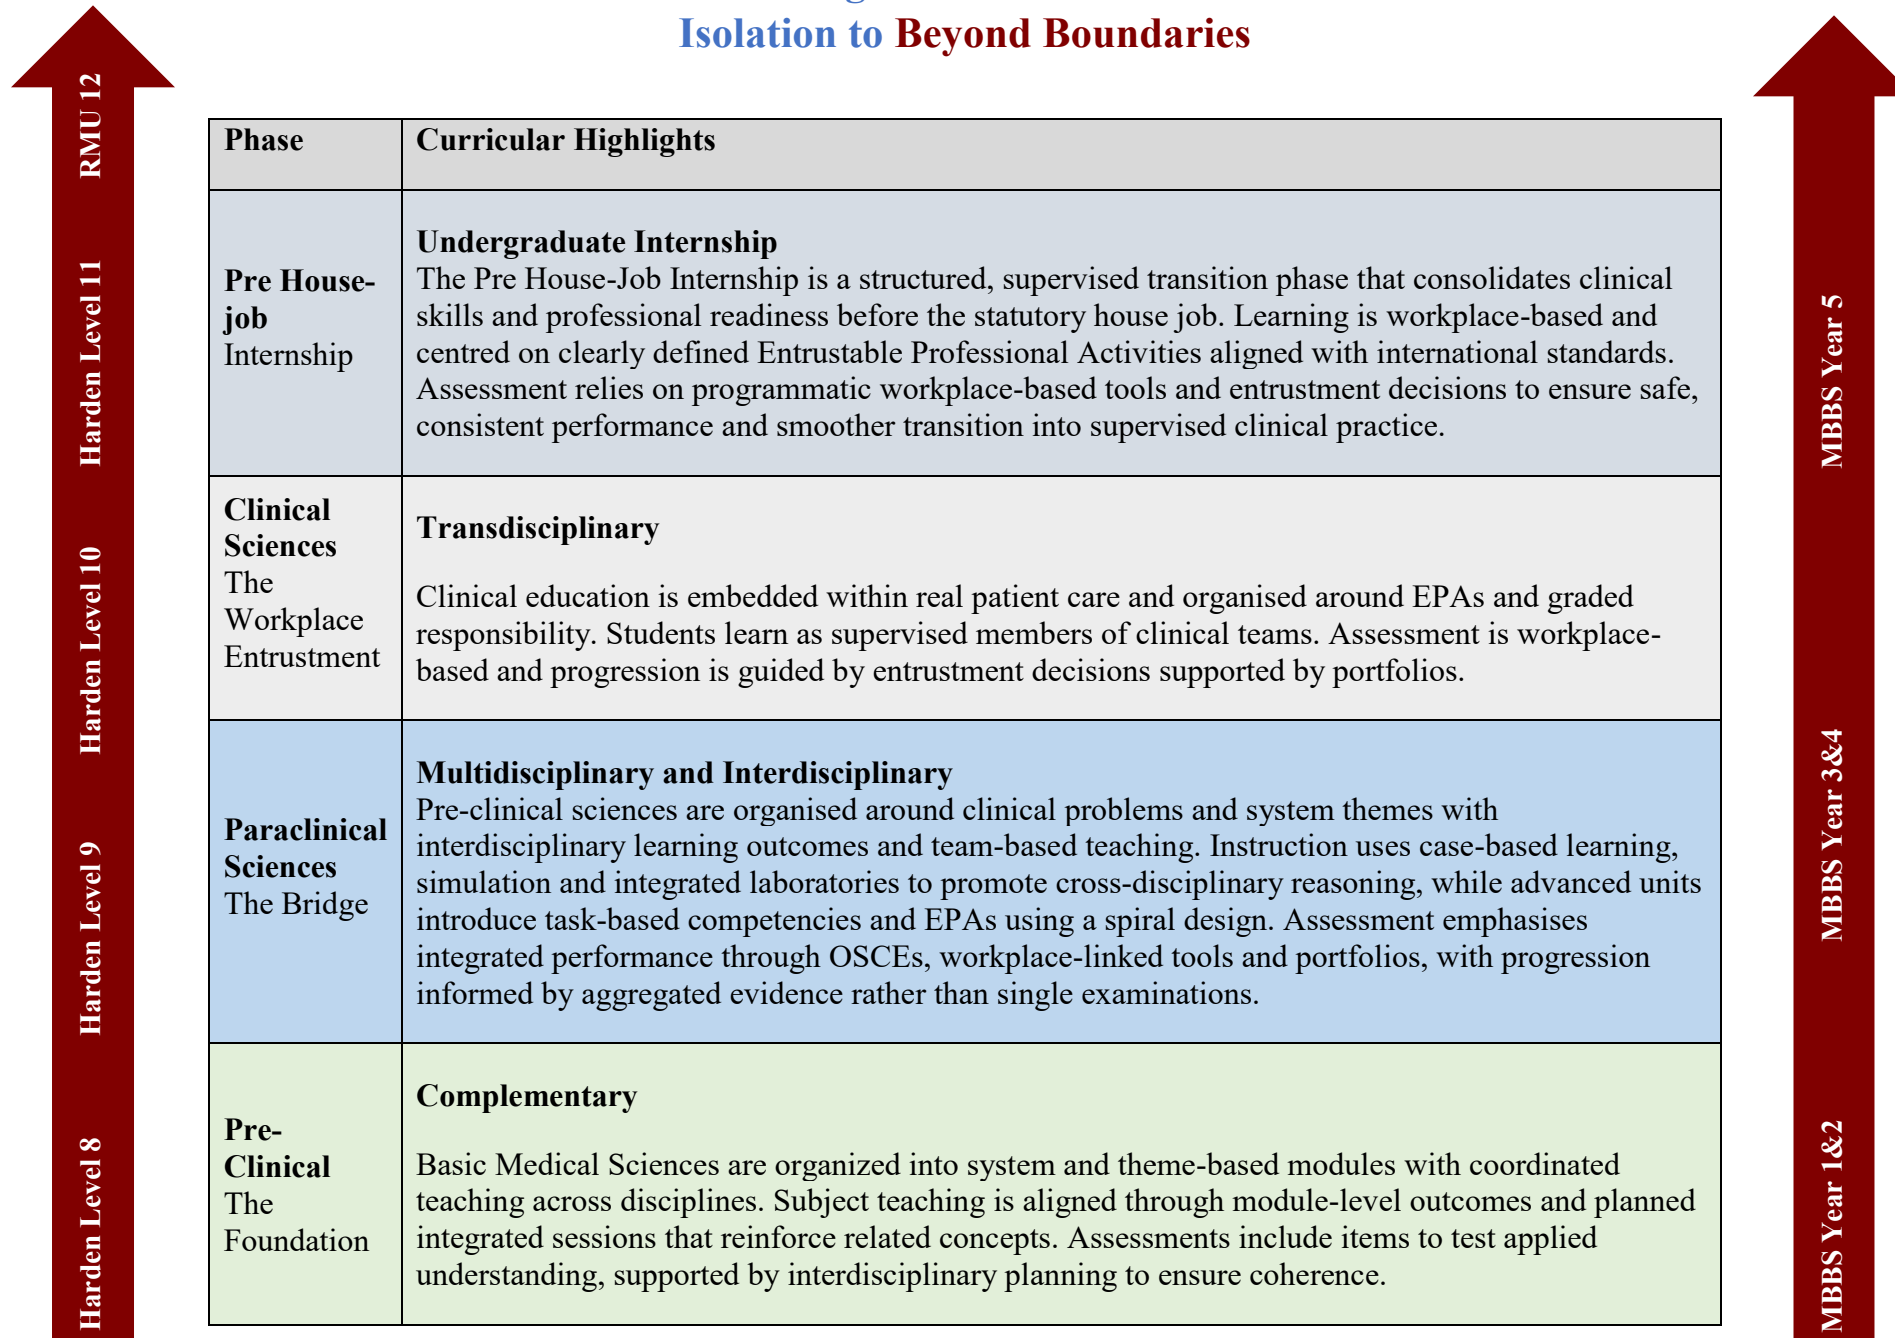 Isolation to Beyond Boundaries
RMU 12
Harden Level 11
Harden Level 10
Harden Level 9
Harden Level 8
Phase
Curricular Highlights
Pre House-
job
Internship
Undergraduate Internship
The Pre House-Job Internship is a structured, supervised transition phase that consolidates clinical
skills and professional readiness before the statutory house job. Learning is workplace-based and
centred on clearly defined Entrustable Professional Activities aligned with international standards.
Assessment relies on programmatic workplace-based tools and entrustment decisions to ensure safe,
consistent performance and smoother transition into supervised clinical practice.
Clinical
Sciences
The
Workplace
Entrustment
Transdisciplinary
Clinical education is embedded within real patient care and organised around EPAs and graded
responsibility. Students learn as supervised members of clinical teams. Assessment is workplace-
based and progression is guided by entrustment decisions supported by portfolios.
Paraclinical
Sciences
The Bridge
Multidisciplinary and Interdisciplinary
Pre-clinical sciences are organised around clinical problems and system themes with
interdisciplinary learning outcomes and team-based teaching. Instruction uses case-based learning,
simulation and integrated laboratories to promote cross-disciplinary reasoning, while advanced units
introduce task-based competencies and EPAs using a spiral design. Assessment emphasises
integrated performance through OSCEs, workplace-linked tools and portfolios, with progression
informed by aggregated evidence rather than single examinations.
Pre-
Clinical
The
Foundation
Complementary
Basic Medical Sciences are organized into system and theme-based modules with coordinated
teaching across disciplines. Subject teaching is aligned through module-level outcomes and planned
integrated sessions that reinforce related concepts. Assessments include items to test applied
understanding, supported by interdisciplinary planning to ensure coherence.
MBBS Year 5
MBBS Year 3&4
MBBS Year 1&2